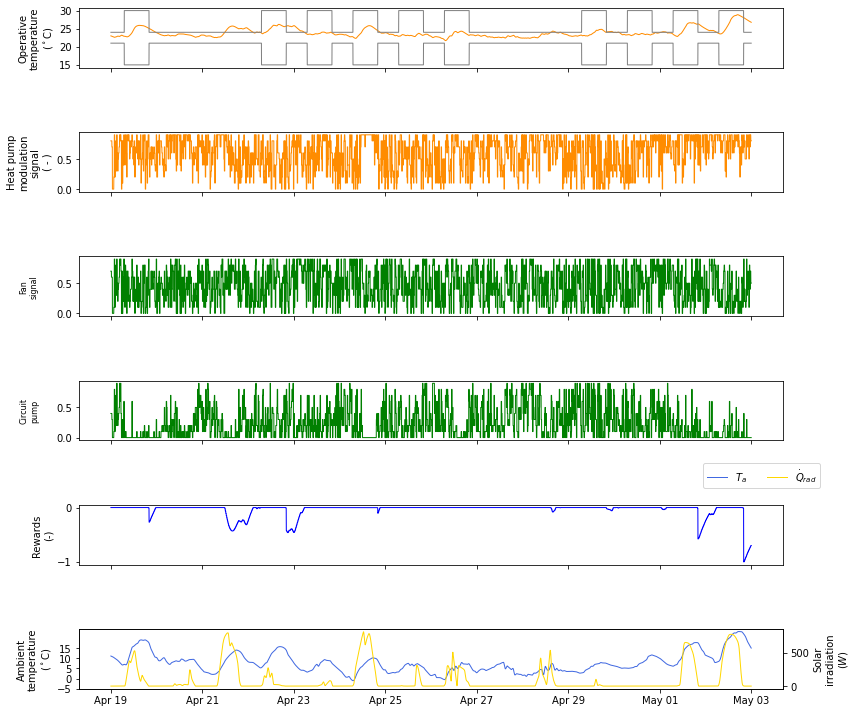 Operative
temperature
(°C)
30
25
20
15
Heat pump
modulation
signal
( - )
0.5
0.0
Fan
signal
0.5
0.0
Circuit
pump
0.5
0.0
T_a
Q̇_rad
Rewards
(-)
0
−1
Ambient
temperature
(°C)
15
10
5
0
−5
500
0
Solar
irradiation
(W)
Apr 19 Apr 21 Apr 23 Apr 25 Apr 27 Apr 29 May 01 May 03